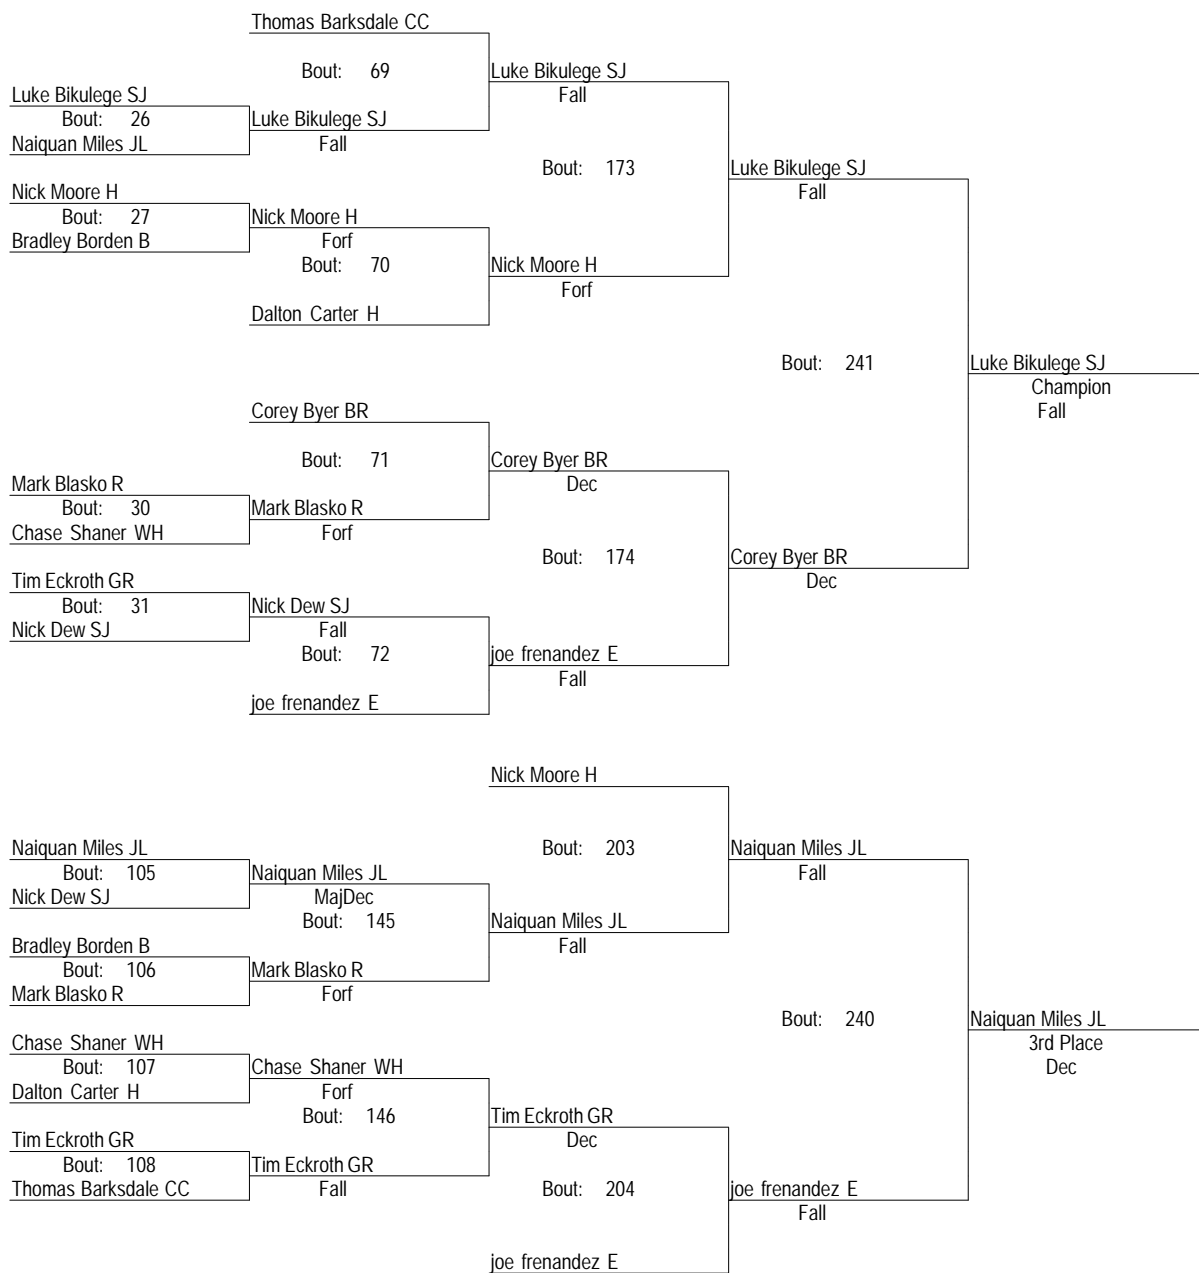 Thomas Barksdale CC
Bout: 69
Luke Bikulege SJ
Fall
Luke Bikulege SJ
Bout: 26
Luke Bikulege SJ
Naiquan Miles JL
Fall
Bout: 173
Luke Bikulege SJ
Fall
Nick Moore H
Bout: 27
Nick Moore H
Bradley Borden B
Forf
Bout: 70
Nick Moore H
Forf
Dalton Carter H
Bout: 241
Luke Bikulege SJ
Champion
Fall
Corey Byer BR
Bout: 71
Corey Byer BR
Dec
Mark Blasko R
Bout: 30
Mark Blasko R
Chase Shaner WH
Forf
Bout: 174
Corey Byer BR
Dec
Tim Eckroth GR
Bout: 31
Nick Dew SJ
Nick Dew SJ
Fall
Bout: 72
joe frenandez E
Fall
joe frenandez E
Nick Moore H
Naiquan Miles JL
Bout: 203
Naiquan Miles JL
Fall
Bout: 105
Naiquan Miles JL
Nick Dew SJ
MajDec
Bout: 145
Naiquan Miles JL
Fall
Bradley Borden B
Bout: 106
Mark Blasko R
Mark Blasko R
Forf
Bout: 240
Naiquan Miles JL
3rd Place
Dec
Chase Shaner WH
Bout: 107
Chase Shaner WH
Dalton Carter H
Forf
Bout: 146
Tim Eckroth GR
Dec
Tim Eckroth GR
Bout: 108
Tim Eckroth GR
Thomas Barksdale CC
Fall
Bout: 204
joe frenandez E
Fall
joe frenandez E